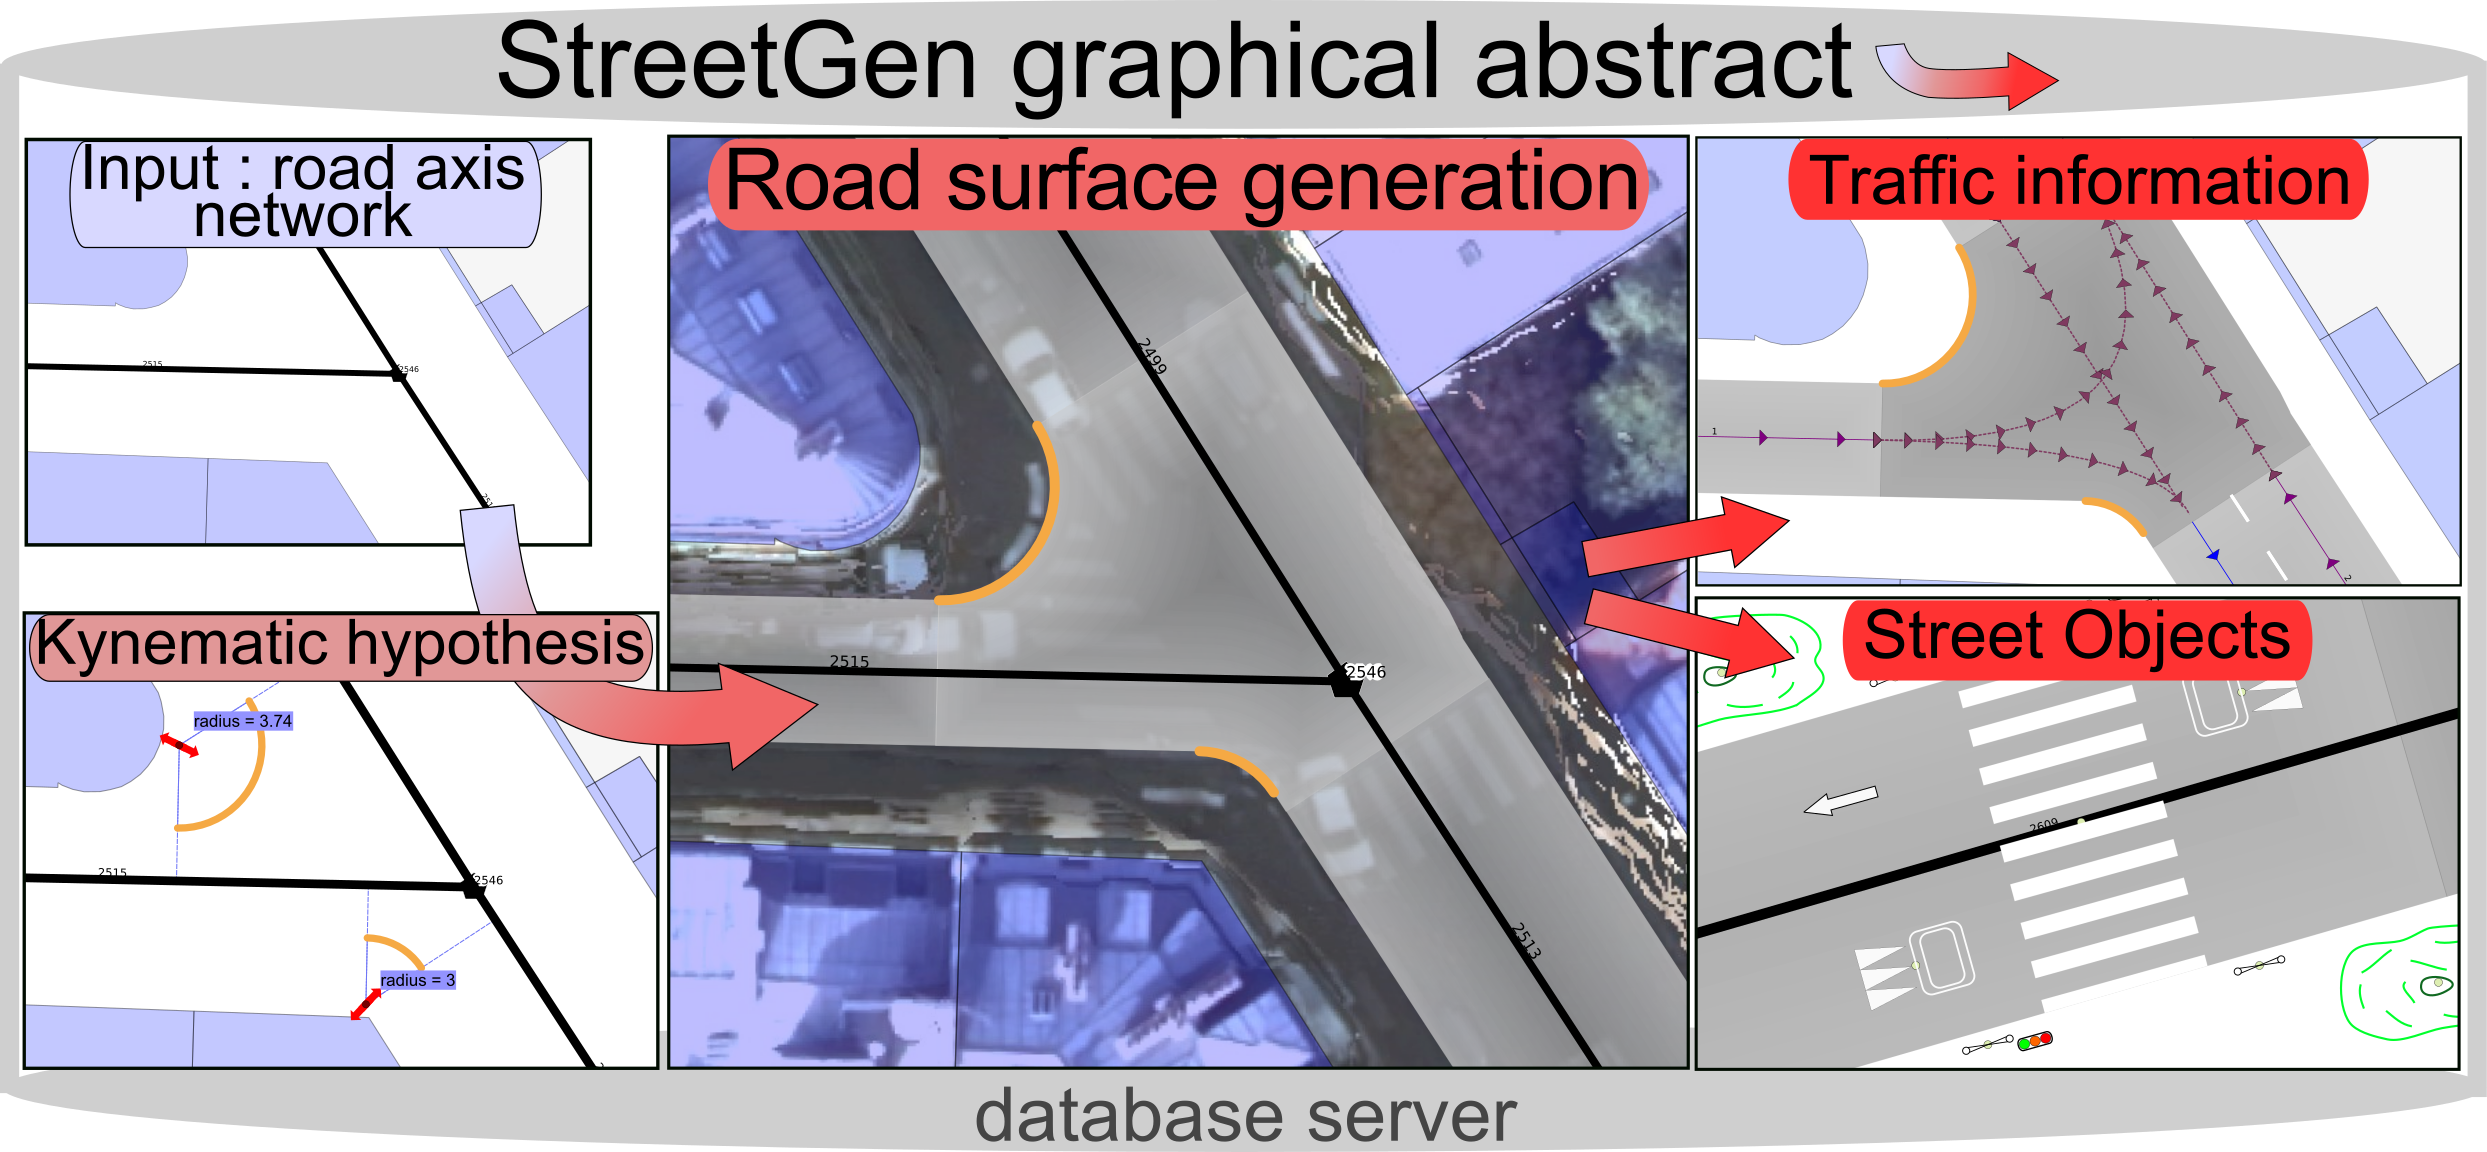 StreetGen graphical abstract
Input : road axis
network
2515
2546
Kynematic hypothesis
radius = 3.74
2515
2546
radius = 3
Road surface generation
2499
2515
2546
2513
Traffic information
1
2
Street Objects
2609
database server